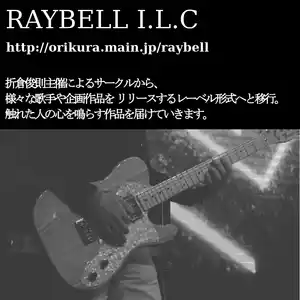 RAYBELL I.L.C
http://orikura.main.jp/raybell
折倉俊則主催によるサークルから、
様々な歌手や企画作品を リリースするレーベル形式へと移行。
触れた人の心を鳴らす作品を届けていきます。